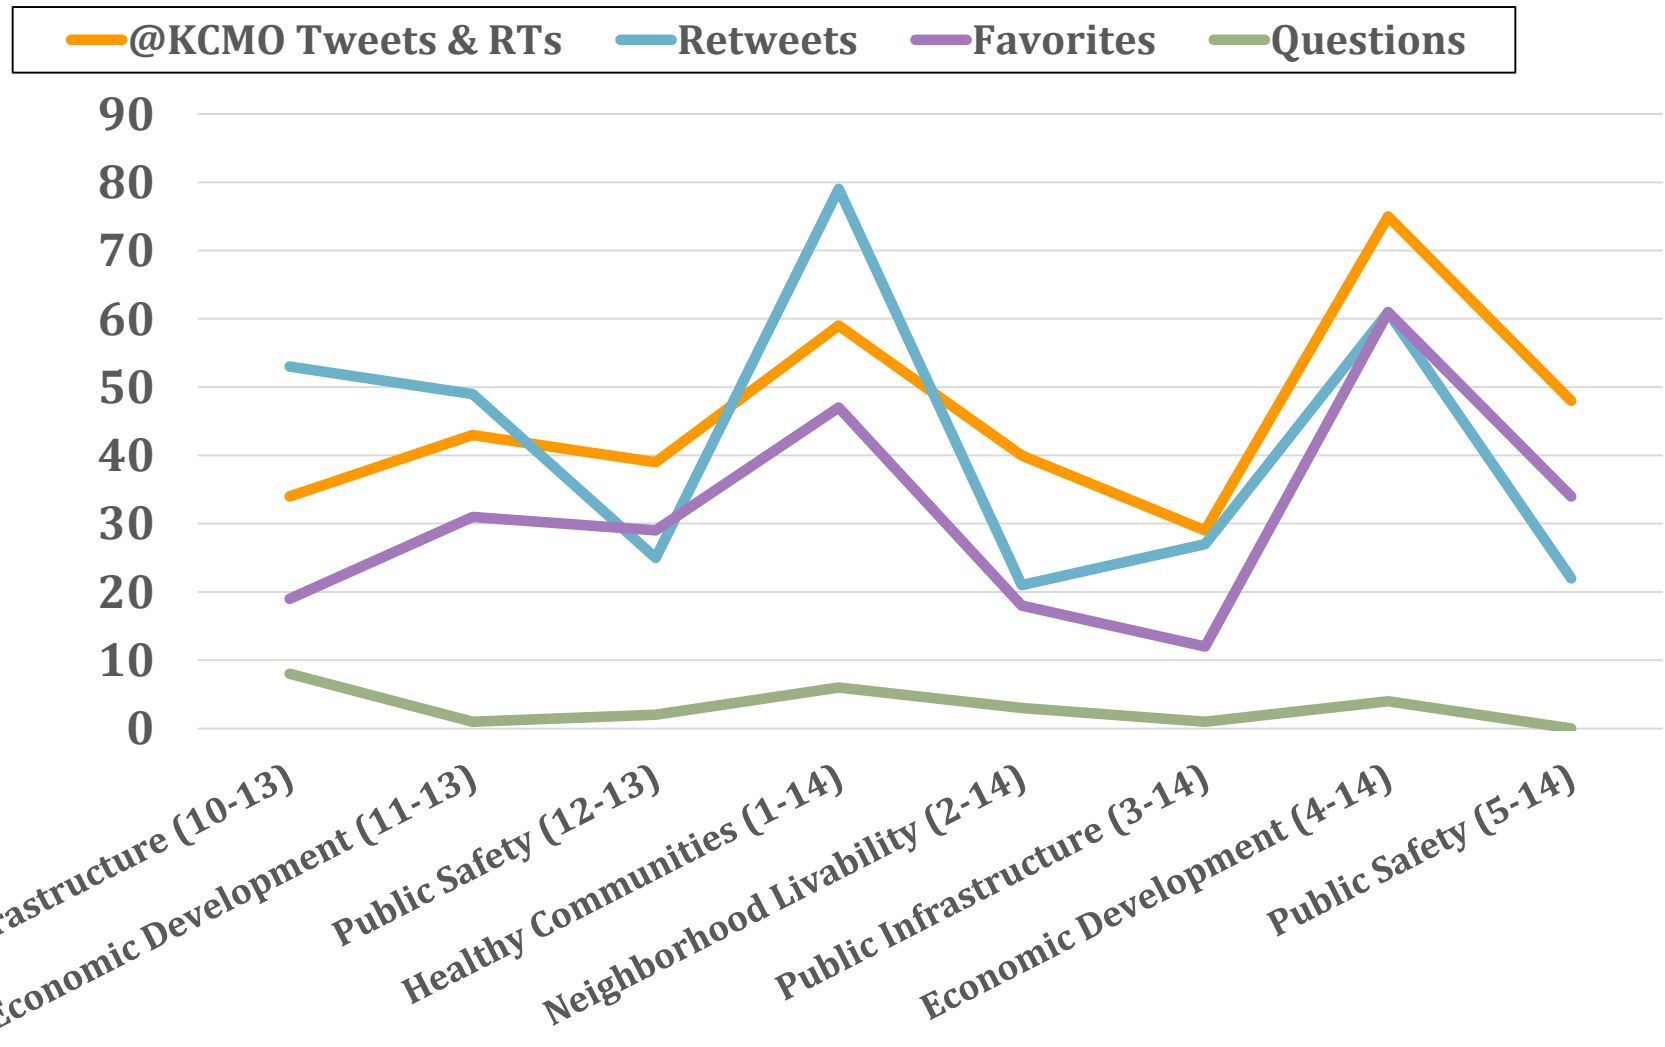 @KCMO Tweets & RTs Retweets Favorites Questions
90
80
70
60
50
40
30
20
10
0
rastructure (10-13)
Economic Development (11-13)
Public Safety (12-13)
Healthy Communities (1-14)
Neighborhood Livability (2-14)
Public Infrastructure (3-14)
Economic Development (4-14)
Public Safety (5-14)